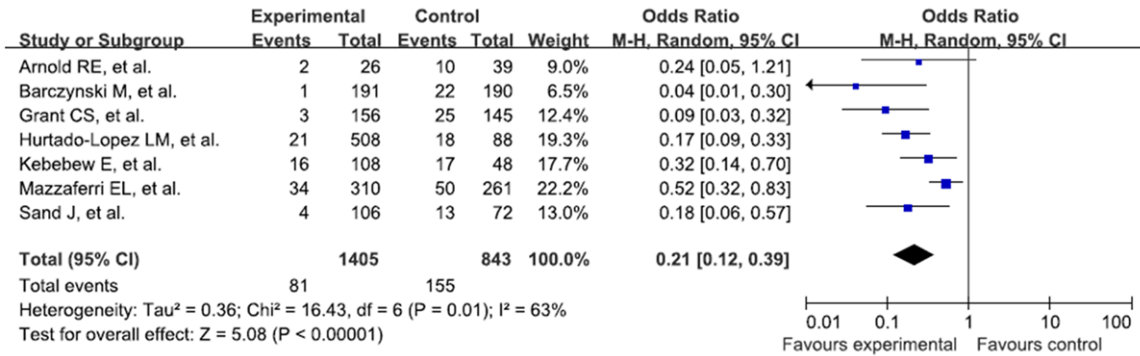 Experimental Control Odds Ratio Odds Ratio
Study or Subgroup Events Total Events Total Weight M-H, Random, 95% CI M-H, Random, 95% CI
Arnold RE, et al. 2 26 10 39 9.0% 0.24 [0.05, 1.21]
Barczynski M, et al. 1 191 22 190 6.5% 0.04 [0.01, 0.30]
Grant CS, et al. 3 156 25 145 12.4% 0.09 [0.03, 0.32]
Hurtado-Lopez LM, et al. 21 508 18 88 19.3% 0.17 [0.09, 0.33]
Kebebew E, et al. 16 108 17 48 17.7% 0.32 [0.14, 0.70]
Mazzaferri EL, et al. 34 310 50 261 22.2% 0.52 [0.32, 0.83]
Sand J, et al. 4 106 13 72 13.0% 0.18 [0.06, 0.57]
Total (95% CI) 1405 843 100.0% 0.21 [0.12, 0.39]
Total events 81 155
Heterogeneity: Tau² = 0.36; Chi² = 16.43, df = 6 (P = 0.01); I² = 63%
Test for overall effect: Z = 5.08 (P < 0.00001)
0.01 0.1 1 10 100
Favours experimental Favours control